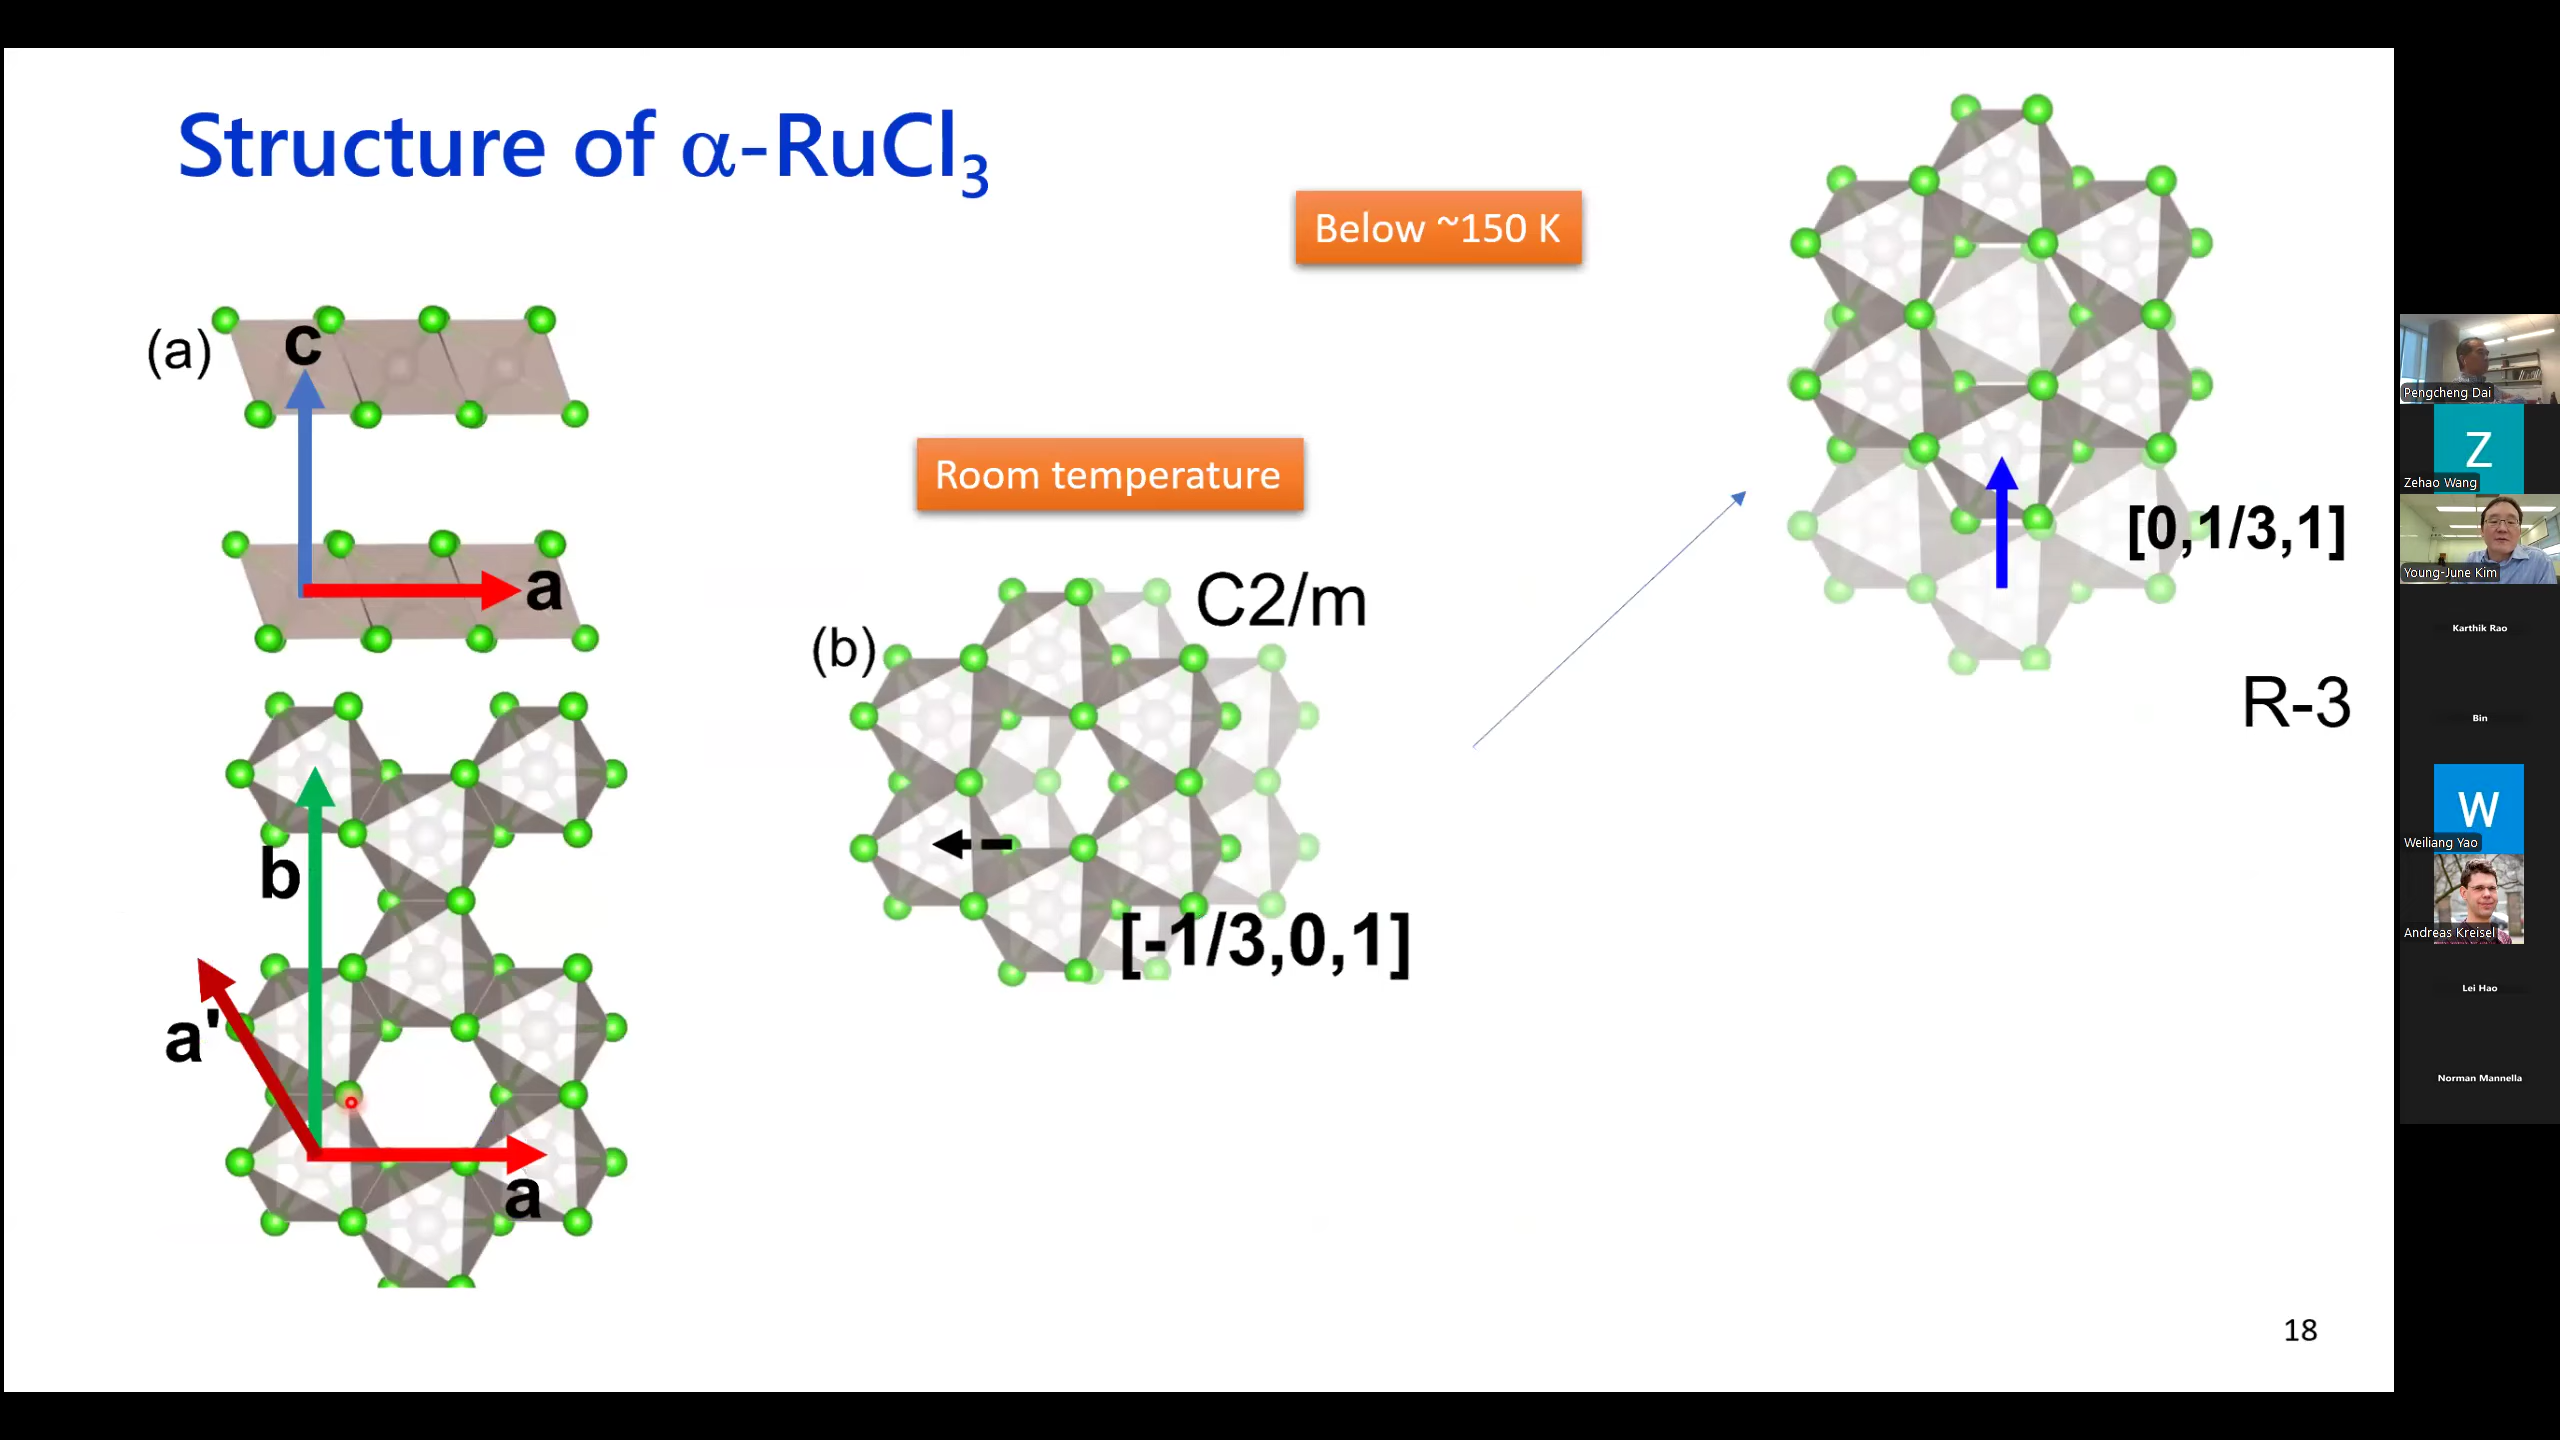 Structure of α-RuCl3
Below ~150 K
(a)
c
a
Room temperature
[0,1/3,1]
C2/m
(b)
R-3
b
[-1/3,0,1]
a'
a
18
Pengcheng Dai
Z
Zehao Wang
Young-June Kim
Karthik Rao
Bin
W
Weiliang Yao
Andreas Kreisel
Lei Hao
Norman Mannella